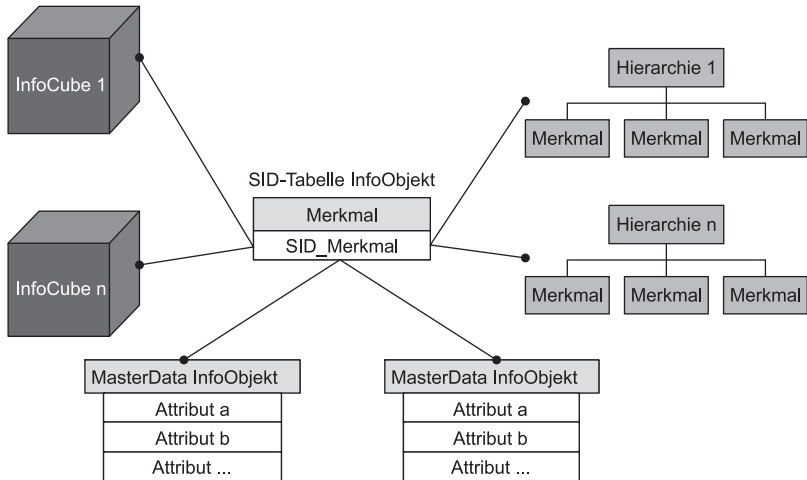 InfoCube 1
Hierarchie 1
Merkmal Merkmal Merkmal
SID-Tabelle InfoObjekt
Merkmal
SID_Merkmal
InfoCube n
Hierarchie n
Merkmal Merkmal Merkmal
MasterData InfoObjekt
Attribut a
Attribut b
Attribut ...
MasterData InfoObjekt
Attribut a
Attribut b
Attribut ...